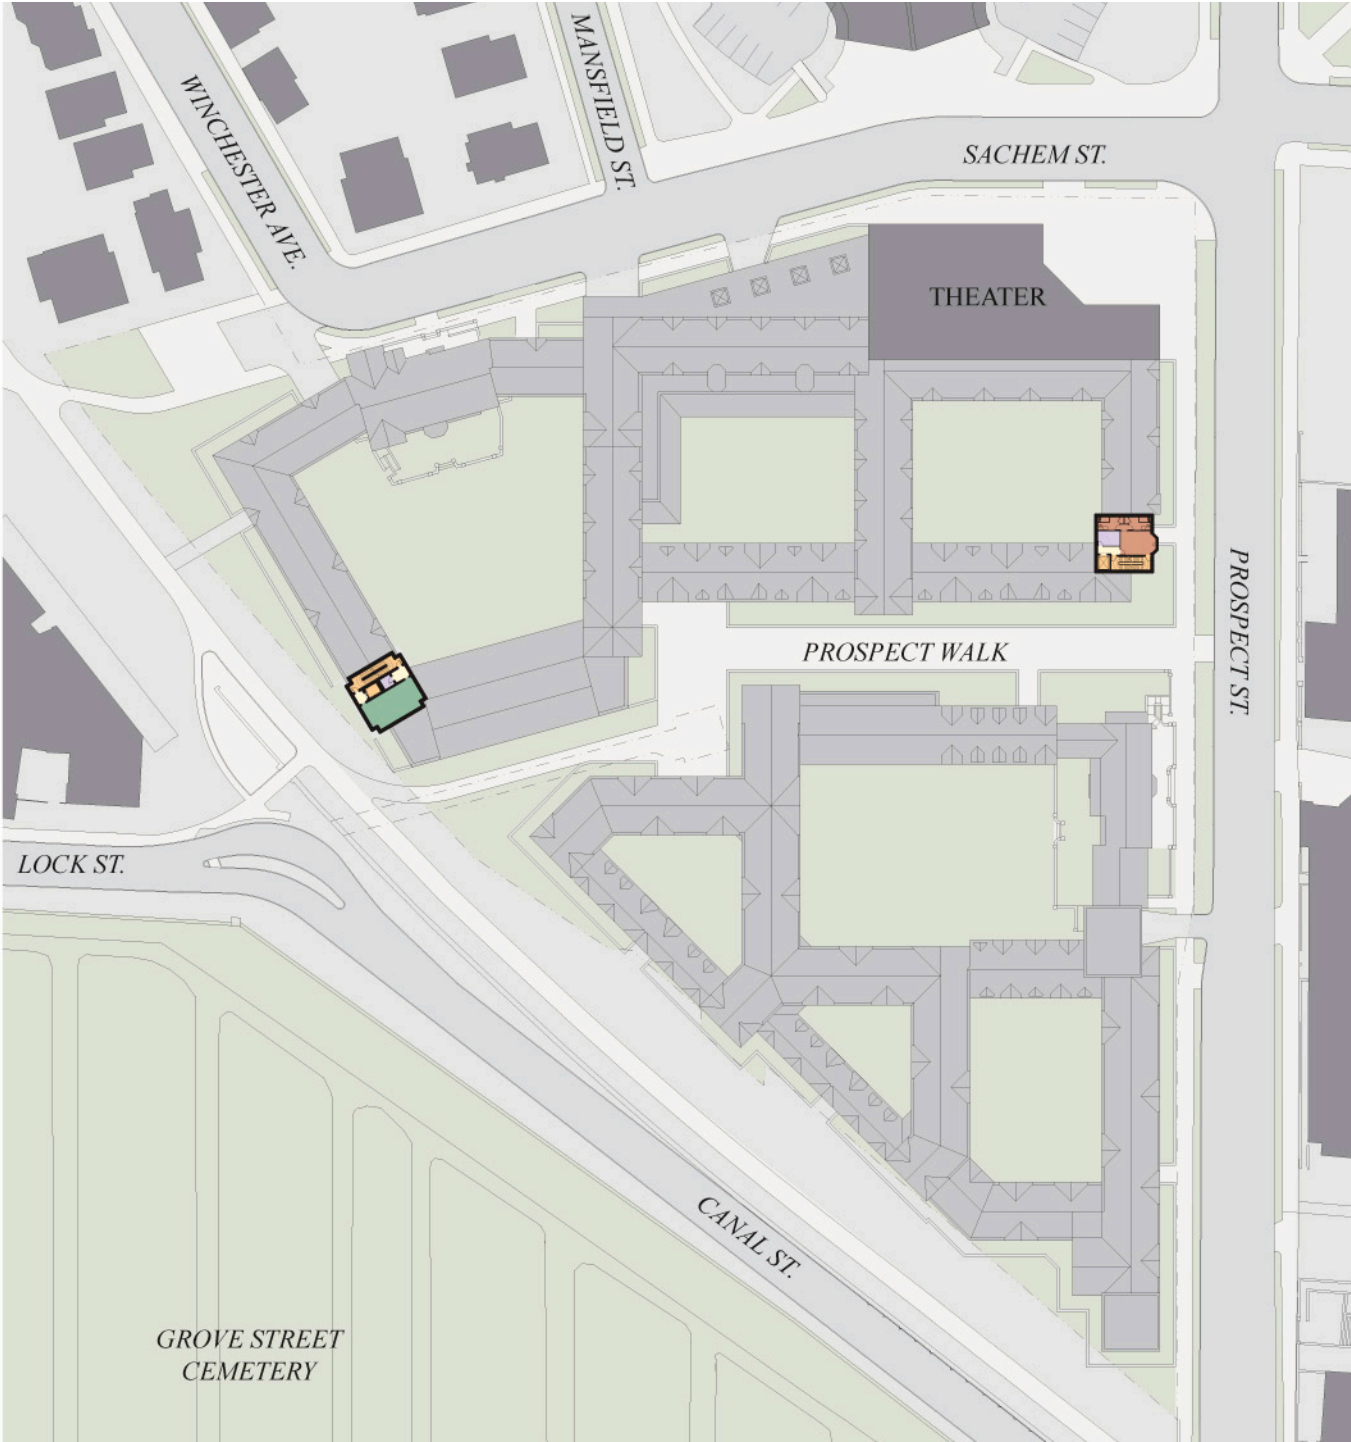 MANSFIELD ST.
WINCHESTER AVE.
SACHEM ST.
THEATER
PROSPECT ST.
PROSPECT WALK
LOCK ST.
CANAL ST.
GROVE STREET
CEMETERY